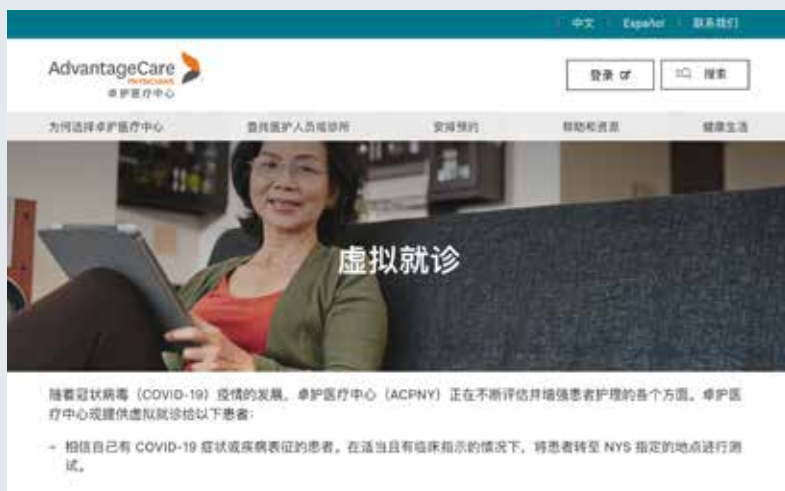 中文 Español 联系我们
AdvantageCare
PHYSICIANS
卓护医疗中心
登录 搜索
为何选择卓护医疗中心 查找医护人员或诊所 安排预约 帮助和资源 健康生活
虚拟就诊
随着冠状病毒（COVID-19）疫情的发展，卓护医疗中心（ACPNY）正在不断评估并增强患者护理的各个方面。卓护医
疗中心现提供虚拟就诊给以下患者：
– 相信自己有 COVID-19 症状或疾病表征的患者。在适当且有临床指示的情况下，将患者转至 NYS 指定的地点进行测
试。